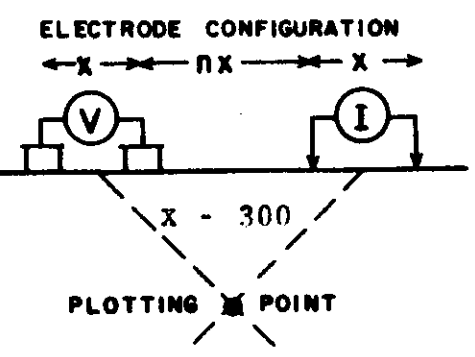 ELECTRODE CONFIGURATION
X nX X
V I
X - 300
PLOTTING POINT